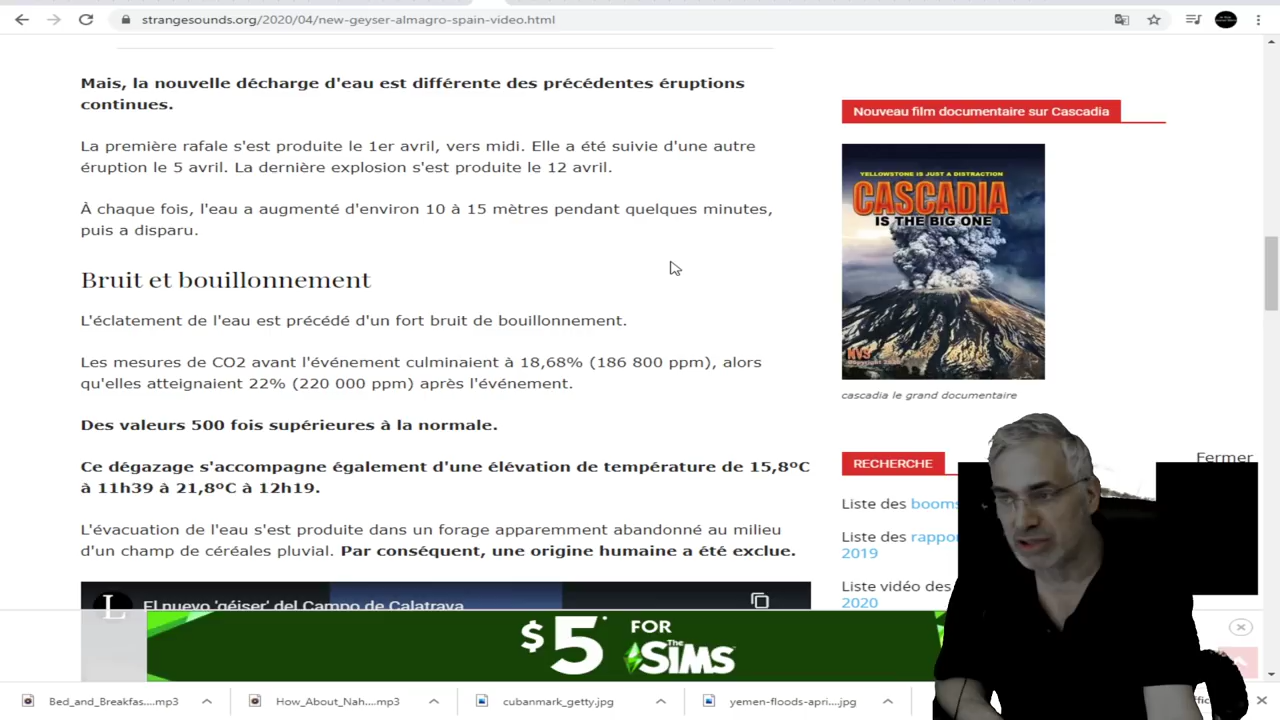 strangesounds.org/2020/04/new-geyser-almagro-spain-video.html
Mais, la nouvelle décharge d'eau est différente des précédentes éruptions
continues.
La première rafale s'est produite le 1er avril, vers midi. Elle a été suivie d'une autre
éruption le 5 avril. La dernière explosion s'est produite le 12 avril.
À chaque fois, l'eau a augmenté d'environ 10 à 15 mètres pendant quelques minutes,
puis a disparu.
Bruit et bouillonnement
L'éclatement de l'eau est précédé d'un fort bruit de bouillonnement.
Les mesures de CO2 avant l'événement culminaient à 18,68% (186 800 ppm), alors
qu'elles atteignaient 22% (220 000 ppm) après l'événement.
Des valeurs 500 fois supérieures à la normale.
Ce dégazage s'accompagne également d'une élévation de température de 15,8ºC
à 11h39 à 21,8ºC à 12h19.
L'évacuation de l'eau s'est produite dans un forage apparemment abandonné au milieu
d'un champ de céréales pluvial. Par conséquent, une origine humaine a été exclue.
L El nuevo 'géiser' del Campo de Calatrava
Nouveau film documentaire sur Cascadia
YELLOWSTONE IS JUST A DISTRACTION
CASCADIA
IS THE BIG ONE
NVS
cascadia le grand documentaire
RECHERCHE
Fermer
Liste des booms
Liste des rappo
2019
Liste vidéo des
2020
$5* FOR
The SIMS
Bed_and_Breakfas....mp3
How_About_Nah....mp3
cubanmark_getty.jpg
yemen-floods-apri....jpg